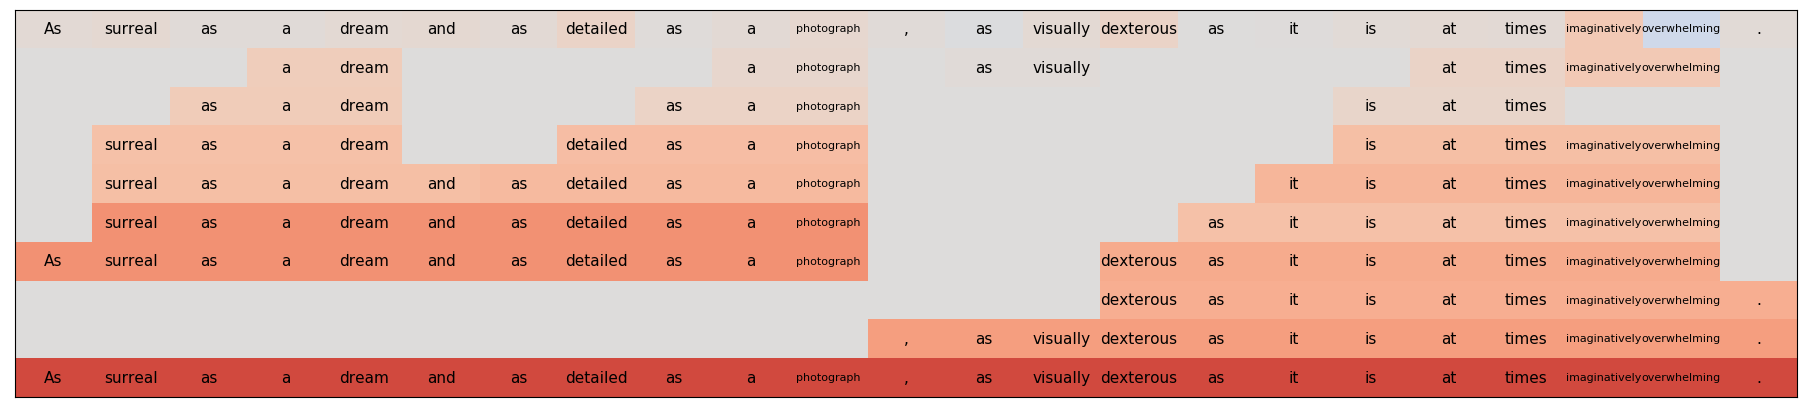 As surreal as a dream and as detailed as a photograph , as visually dexterous as it is at times imaginatively overwhelming .
a dream a photograph as visually at times imaginatively overwhelming
as a dream as a photograph is at times
surreal as a dream detailed as a photograph is at times imaginatively overwhelming
surreal as a dream and as detailed as a photograph it is at times imaginatively overwhelming
surreal as a dream and as detailed as a photograph as it is at times imaginatively overwhelming
As surreal as a dream and as detailed as a photograph dexterous as it is at times imaginatively overwhelming
dexterous as it is at times imaginatively overwhelming .
, as visually dexterous as it is at times imaginatively overwhelming .
As surreal as a dream and as detailed as a photograph , as visually dexterous as it is at times imaginatively overwhelming .